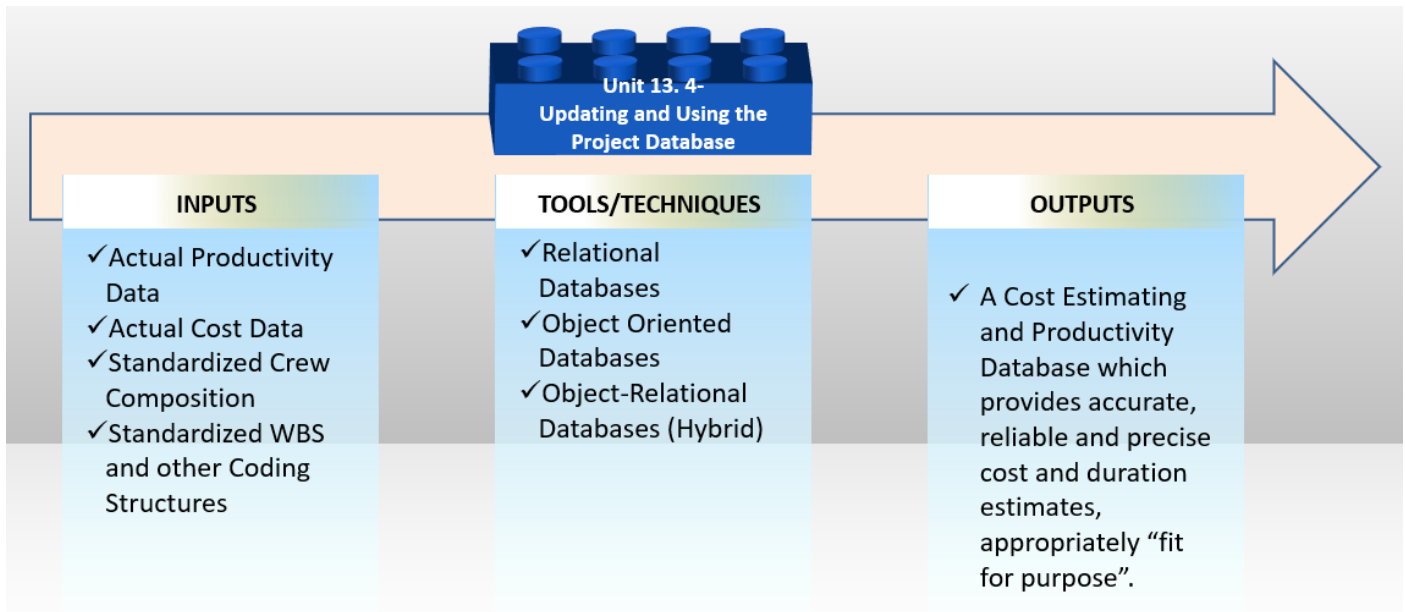 Unit 13. 4-
Updating and Using the
Project Database
INPUTS
✓Actual Productivity
Data
✓Actual Cost Data
✓Standardized Crew
Composition
✓Standardized WBS
and other Coding
Structures
TOOLS/TECHNIQUES
✓Relational
Databases
✓Object Oriented
Databases
✓Object-Relational
Databases (Hybrid)
OUTPUTS
✓ A Cost Estimating
and Productivity
Database which
provides accurate,
reliable and precise
cost and duration
estimates,
appropriately “fit
for purpose”.